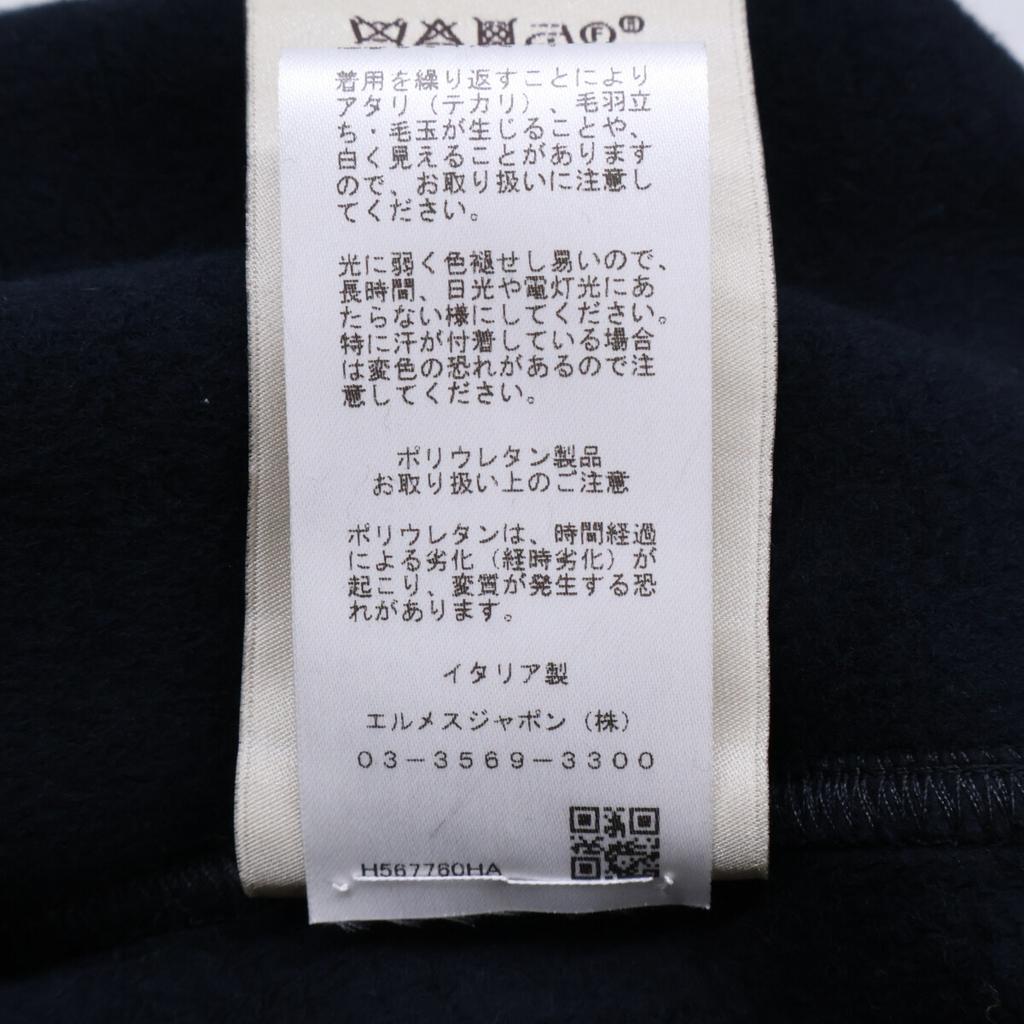 着用を繰り返すことにより
アタリ（テカリ）、毛羽立
ち・毛玉が生じることや、
白く見えることがあります
ので、お取り扱いに注意し
てください。
光に弱く色褪せし易いので、
長時間、日光や電灯光にあ
たらない様にしてください。
特に汗が付着している場合
は変色の恐れがあるので注
意してください。
ポリウレタン製品
お取り扱い上のご注意
ポリウレタンは、時間経過
による劣化（経時劣化）が
起こり、変質が発生する恐
れがあります。
イタリア製
エルメスジャポン（株）
０３－３５６９－３３００
H567760HA